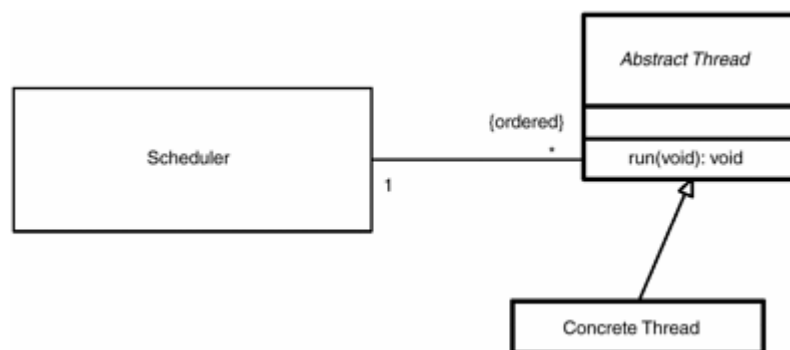 Abstract Thread
{ordered}
Scheduler
*
run(void): void
1
Concrete Thread